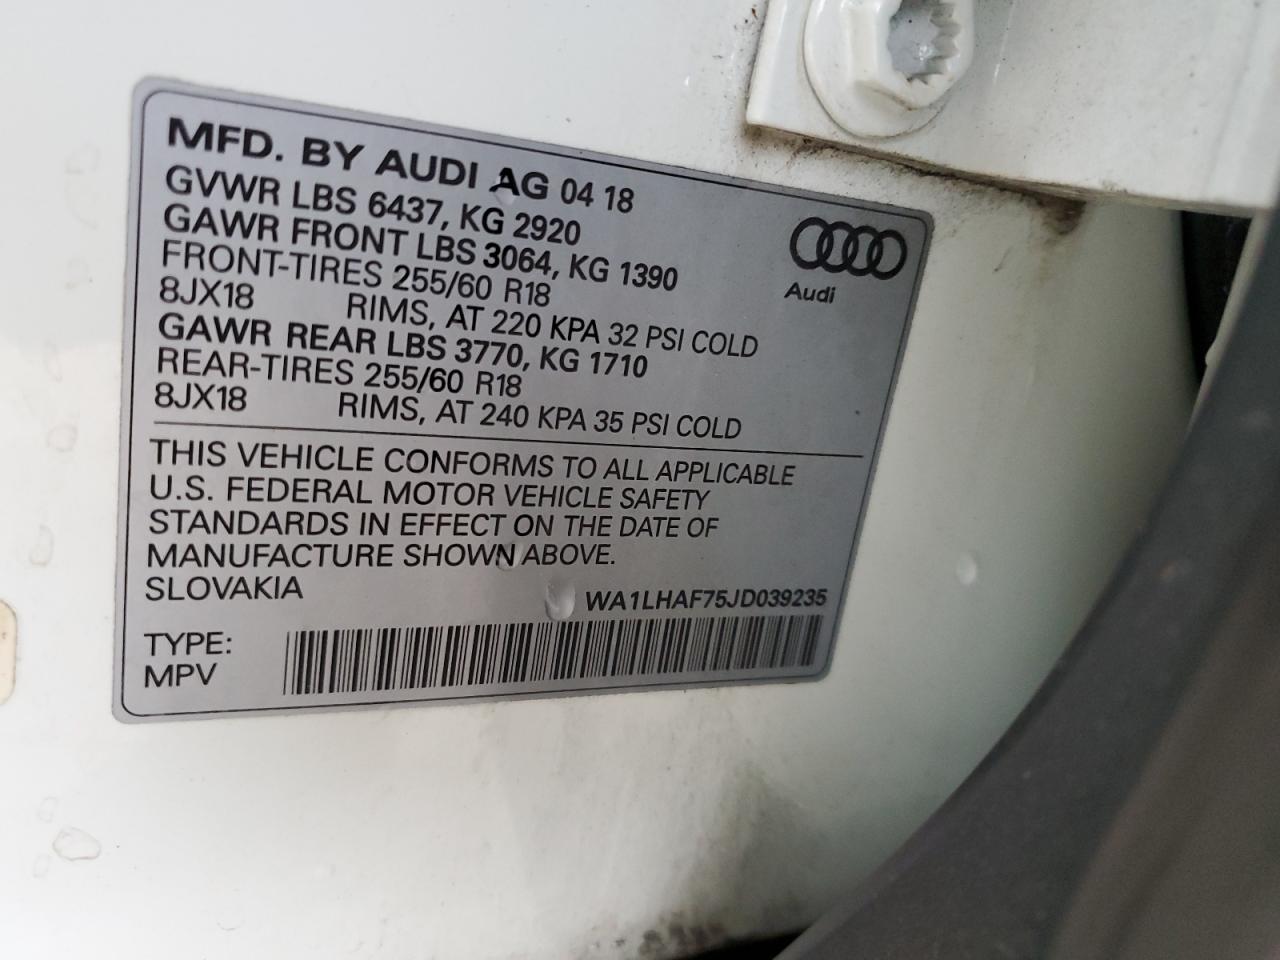 MFD. BY AUDI AG 04 18
GVWR LBS 6437, KG 2920
GAWR FRONT LBS 3064, KG 1390
FRONT-TIRES 255/60 R18
8JX18 RIMS, AT 220 KPA 32 PSI COLD
GAWR REAR LBS 3770, KG 1710
REAR-TIRES 255/60 R18
8JX18 RIMS, AT 240 KPA 35 PSI COLD
Audi
THIS VEHICLE CONFORMS TO ALL APPLICABLE
U.S. FEDERAL MOTOR VEHICLE SAFETY
STANDARDS IN EFFECT ON THE DATE OF
MANUFACTURE SHOWN ABOVE.
SLOVAKIA
WA1LHAF75JD039235
TYPE:
MPV